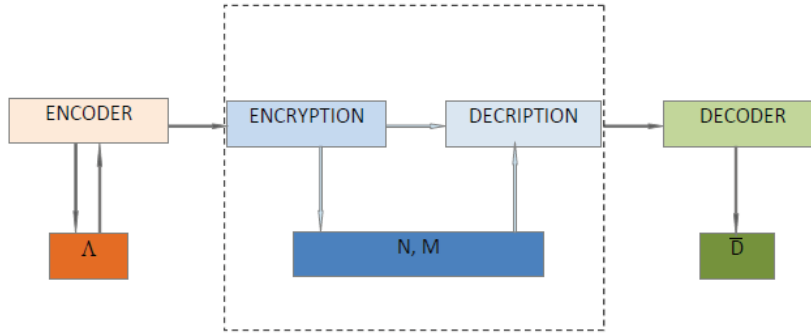 ENCODER
ENCRYPTION
DECRIPTION
DECODER
Λ
N, M
D̅